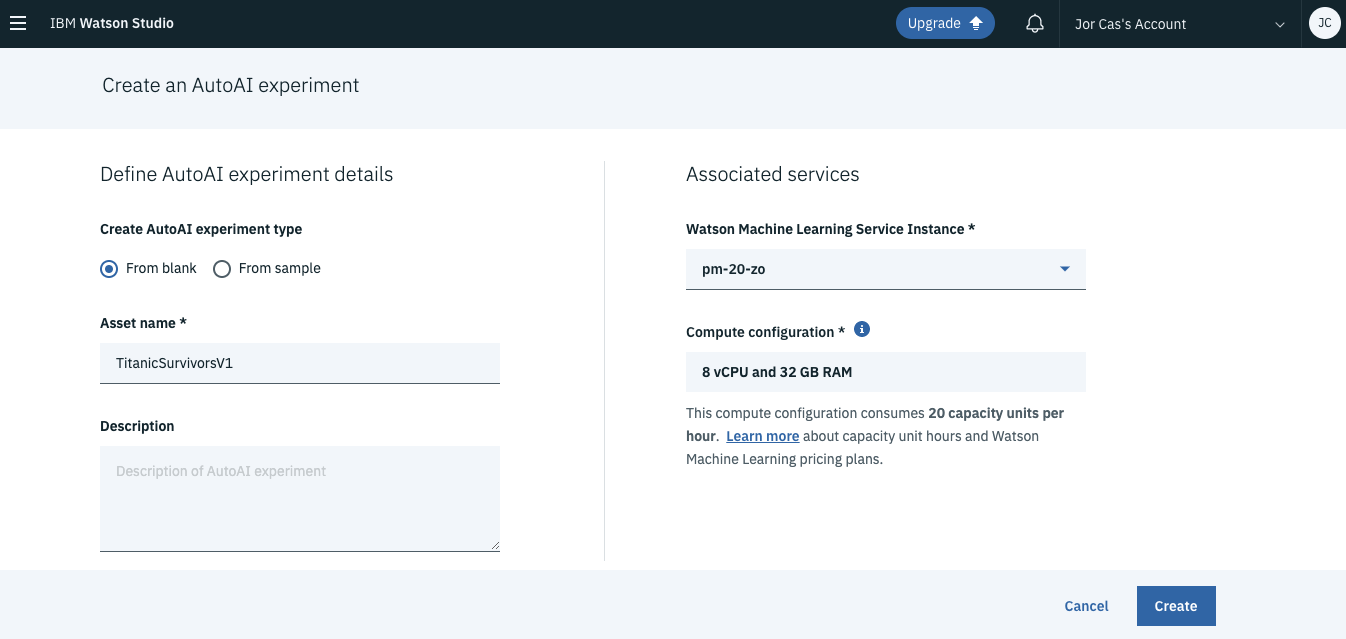 IBM Watson Studio
Upgrade
Jor Cas's Account
JC
Create an AutoAI experiment
Define AutoAI experiment details
Create AutoAI experiment type
From blank
From sample
Asset name *
TitanicSurvivorsV1
Description
Description of AutoAI experiment
Associated services
Watson Machine Learning Service Instance *
pm-20-zo
Compute configuration *
8 vCPU and 32 GB RAM
This compute configuration consumes 20 capacity units per
hour. Learn more about capacity unit hours and Watson
Machine Learning pricing plans.
Cancel
Create